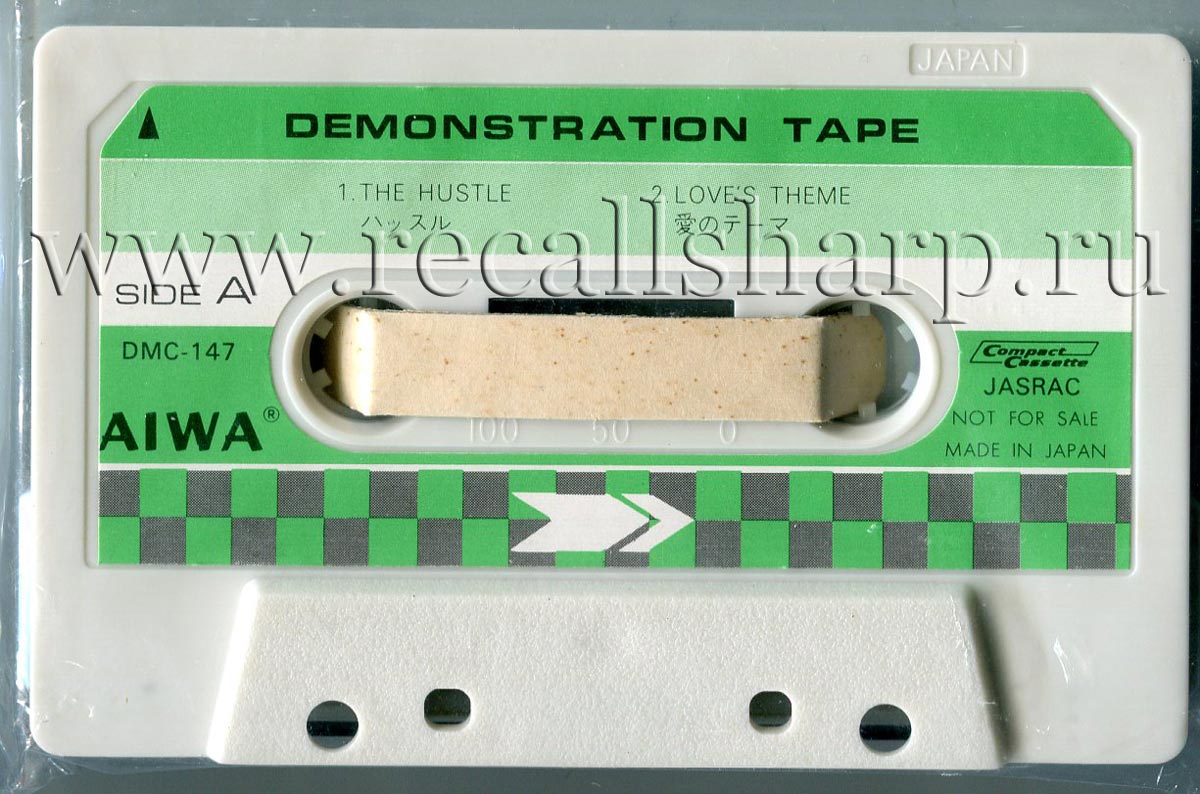 JAPAN
DEMONSTRATION TAPE
1. THE HUSTLE
ハッスル
2. LOVE'S THEME
愛のテーマ
www.recallsharp.ru
SIDE A
DMC-147
AIWA®
Compact Cassette
JASRAC
NOT FOR SALE
MADE IN JAPAN
100 50 0